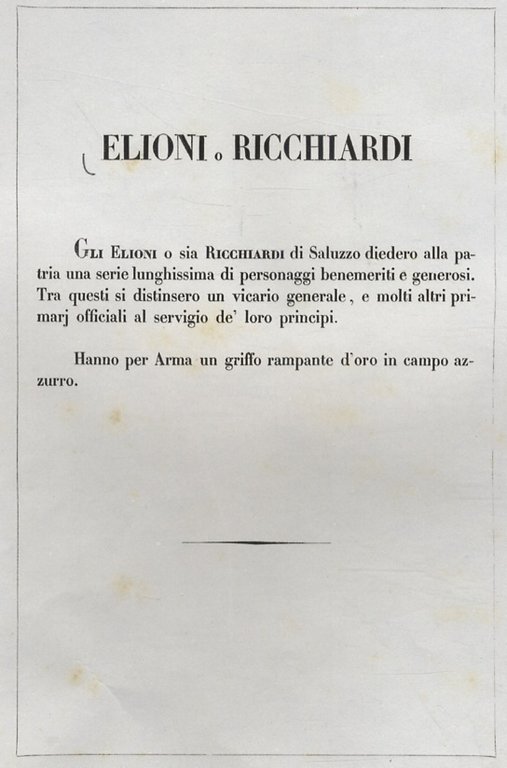 ELIONI o RICCHIARDI
GLI ELIONI o sia RICCHIARDI di Saluzzo diedero alla pa-
tria una serie lunghissima di personaggi benemeriti e generosi.
Tra questi si distinsero un vicario generale, e molti altri pri-
marj officiali al servigio de' loro principi.
Hanno per Arma un griffo rampante d'oro in campo az-
zurro.